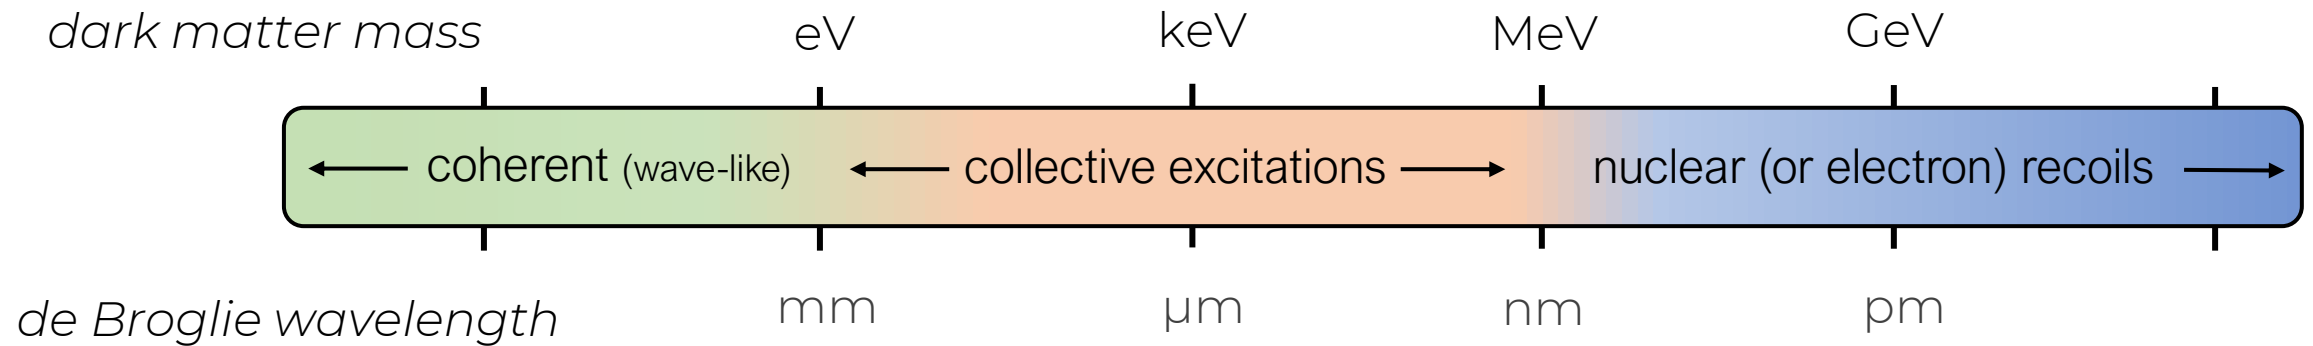 dark matter mass eV keV MeV GeV
coherent (wave-like) collective excitations nuclear (or electron) recoils
de Broglie wavelength mm μm nm pm